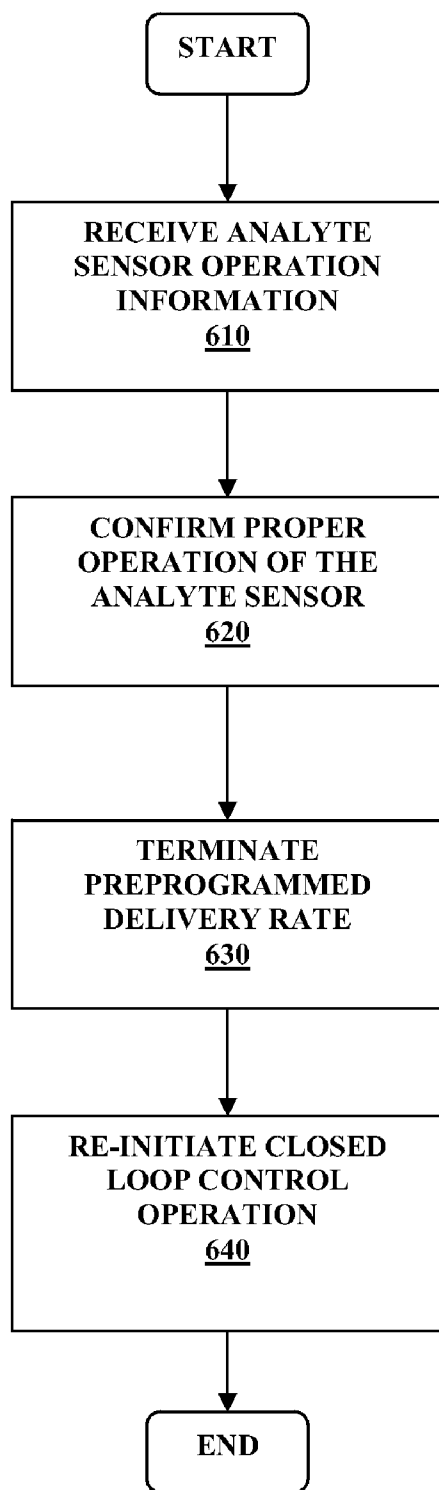 START
RECEIVE ANALYTE
SENSOR OPERATION
INFORMATION
610
CONFIRM PROPER
OPERATION OF THE
ANALYTE SENSOR
620
TERMINATE
PREPROGRAMMED
DELIVERY RATE
630
RE-INITIATE CLOSED
LOOP CONTROL
OPERATION
640
END